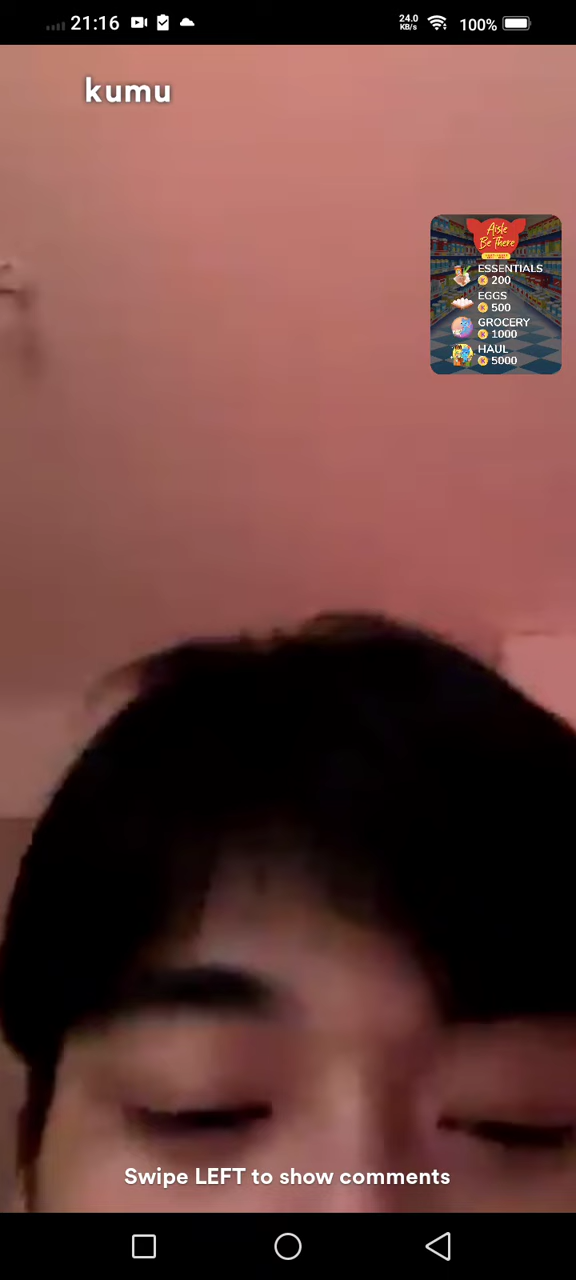 21:16
24.0
KB/s
100%
kumu
Aisle
Be There
ESSENTIALS
200
EGGS
500
GROCERY
1000
HAUL
5000
Swipe LEFT to show comments